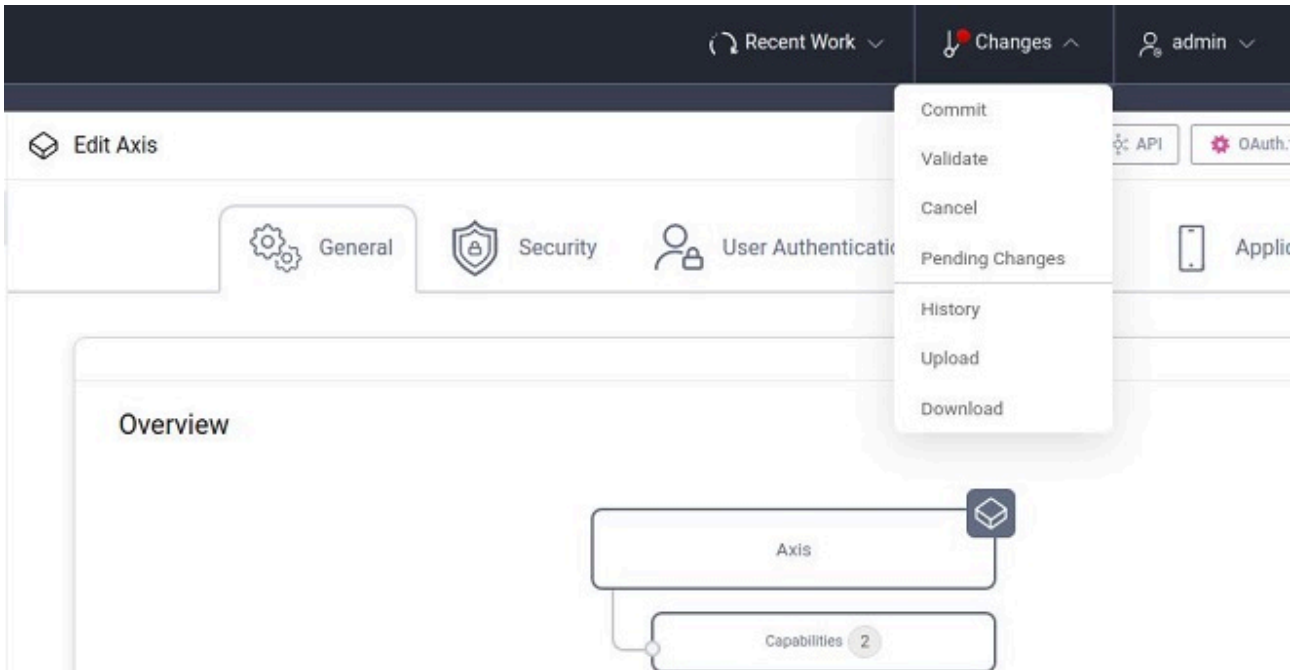 Recent Work
Changes
admin
Commit
Edit Axis
API
OAuth.
Validate
Cancel
General
Security
User Authenticatio
Pending Changes
Applic
History
Upload
Download
Overview
Axis
Capabilities 2